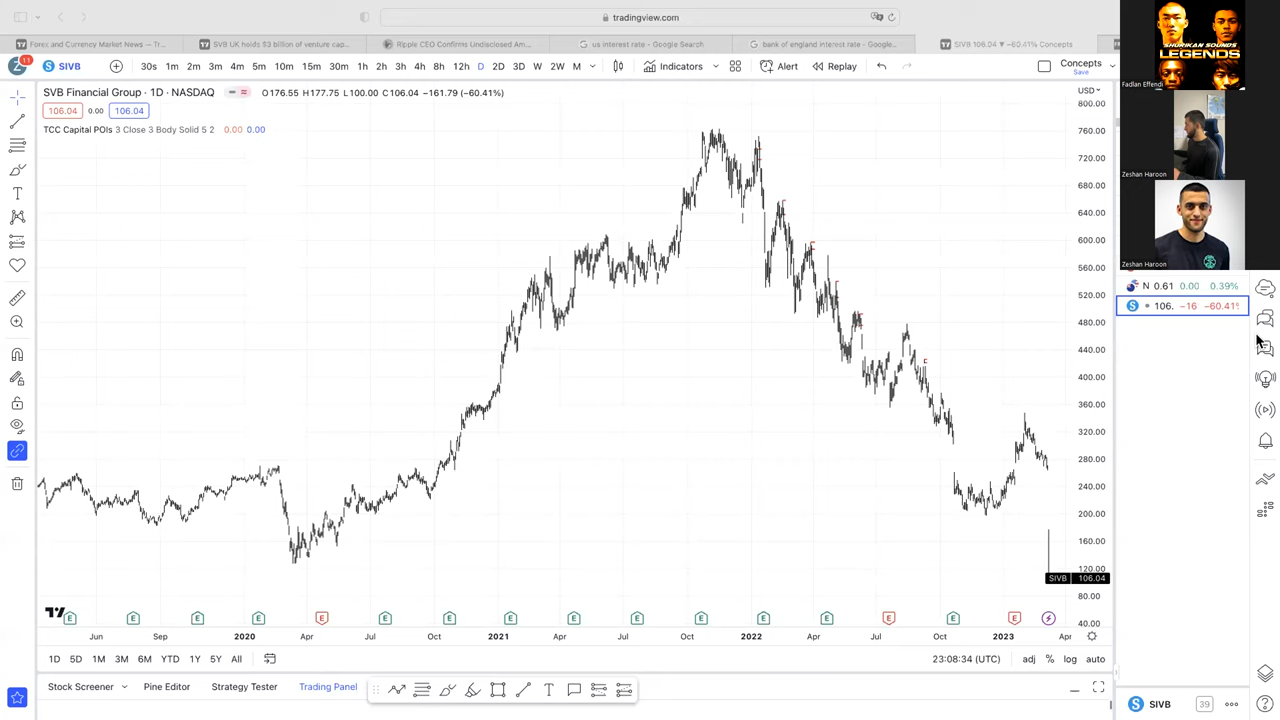 tradingview.com
Forex and Currency Market News — Tr...
SVB UK holds $3 billion of venture cap...
Ripple CEO Confirms Undisclosed Am...
us interest rate - Google Search
bank of england interest rate - Google...
SIVB 106.04 ▼ −60.41% Concepts
11
SIVB
30s 1m 2m 3m 4m 5m 10m 15m 30m 1h 2h 3h 4h 8h
2W M
Indicators
Alert
Replay
Concepts
Save
SVB Financial Group · 1D · NASDAQ
O176.55 H177.75 L100.00 C106.04
106.04 0.00 106.04
TCC Capital POIs 3 Close 3 Body Solid 5 2 0.00 0.00
USD
800.00
760.00
720.00
680.00
640.00
600.00
560.00
520.00
480.00
440.00
400.00
360.00
320.00
280.00
240.00
200.00
160.00
120.00
SIVB 106.04
80.00
40.00
E E E E E E E E E E E E E E E E
Jun Sep 2020 Apr Jul Oct 2021 Apr Jul Oct 2022 Apr Jul Oct 2023 Apr
1D 5D 1M 3M 6M YTD 1Y 5Y All
23:08:34 (UTC)
adj % log auto
Stock Screener
Pine Editor
Strategy Tester
Trading Panel
SHURIKAN SOUNDS
LEGENDS
Fadlan Effendi
Zeshan Haroon
Zeshan Haroon
N 0.61 0.00 0.39%
S 106. −16 −60.41%
S SIVB 39